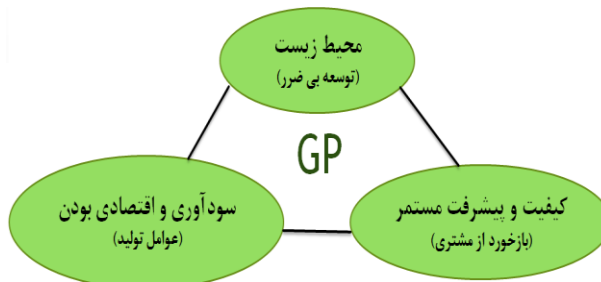 محیط زیست
(توسعه بی ضرر)
GP
کیفیت و پیشرفت مستمر
(بازخورد از مشتری)
سودآوری و اقتصادی بودن
(عوامل تولید)